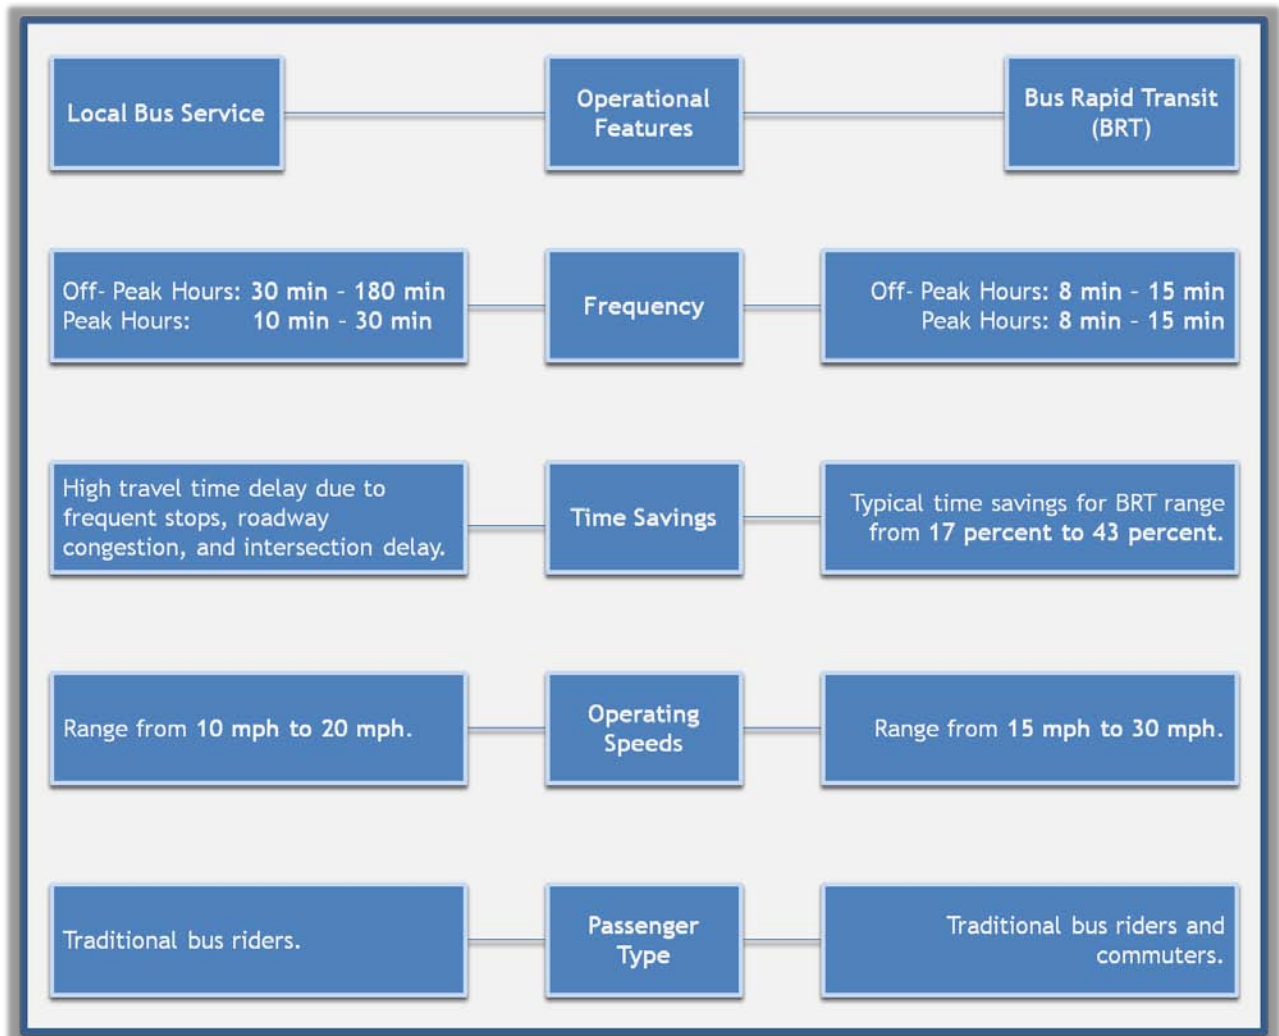 Local Bus Service
Operational
Features
Bus Rapid Transit
(BRT)
Off- Peak Hours: 30 min - 180 min
Peak Hours: 10 min - 30 min
Frequency
Off- Peak Hours: 8 min - 15 min
Peak Hours: 8 min - 15 min
High travel time delay due to
frequent stops, roadway
congestion, and intersection delay.
Time Savings
Typical time savings for BRT range
from 17 percent to 43 percent.
Range from 10 mph to 20 mph.
Operating
Speeds
Range from 15 mph to 30 mph.
Traditional bus riders.
Passenger
Type
Traditional bus riders and
commuters.